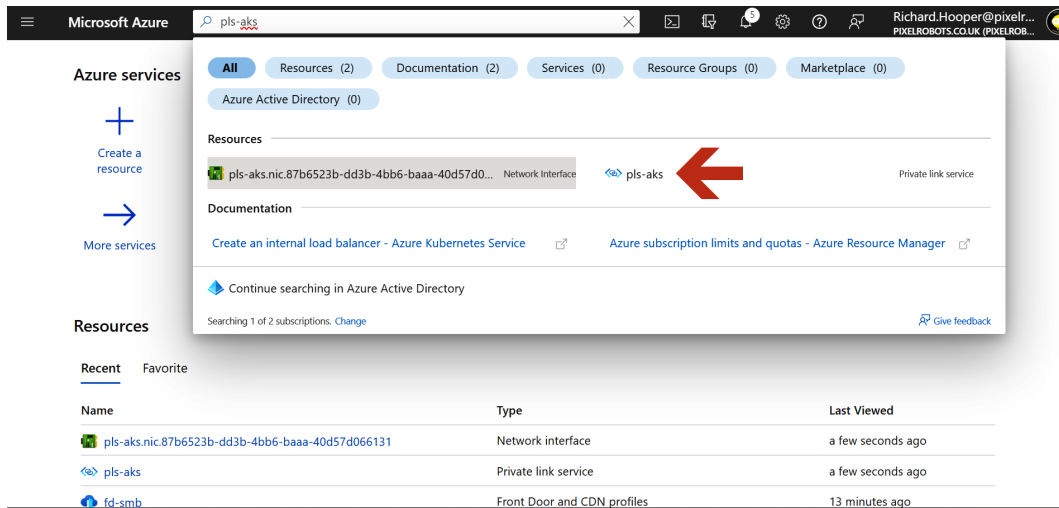 Microsoft Azure pls-aks 5 Richard.Hooper@pixelr...
PIXELROBOTS.CO.UK (PIXELROB...
Azure services
Create a
resource
More services
All Resources (2) Documentation (2) Services (0) Resource Groups (0) Marketplace (0)
Azure Active Directory (0)
Resources
pls-aks.nic.87b6523b-dd3b-4bb6-baaa-40d57d0... Network Interface pls-aks Private link service
Documentation
Create an internal load balancer - Azure Kubernetes Service Azure subscription limits and quotas - Azure Resource Manager
Continue searching in Azure Active Directory
Searching 1 of 2 subscriptions. Change Give feedback
Resources
Recent Favorite
Name Type Last Viewed
pls-aks.nic.87b6523b-dd3b-4bb6-baaa-40d57d066131 Network interface a few seconds ago
pls-aks Private link service a few seconds ago
fd-smb Front Door and CDN profiles 13 minutes ago